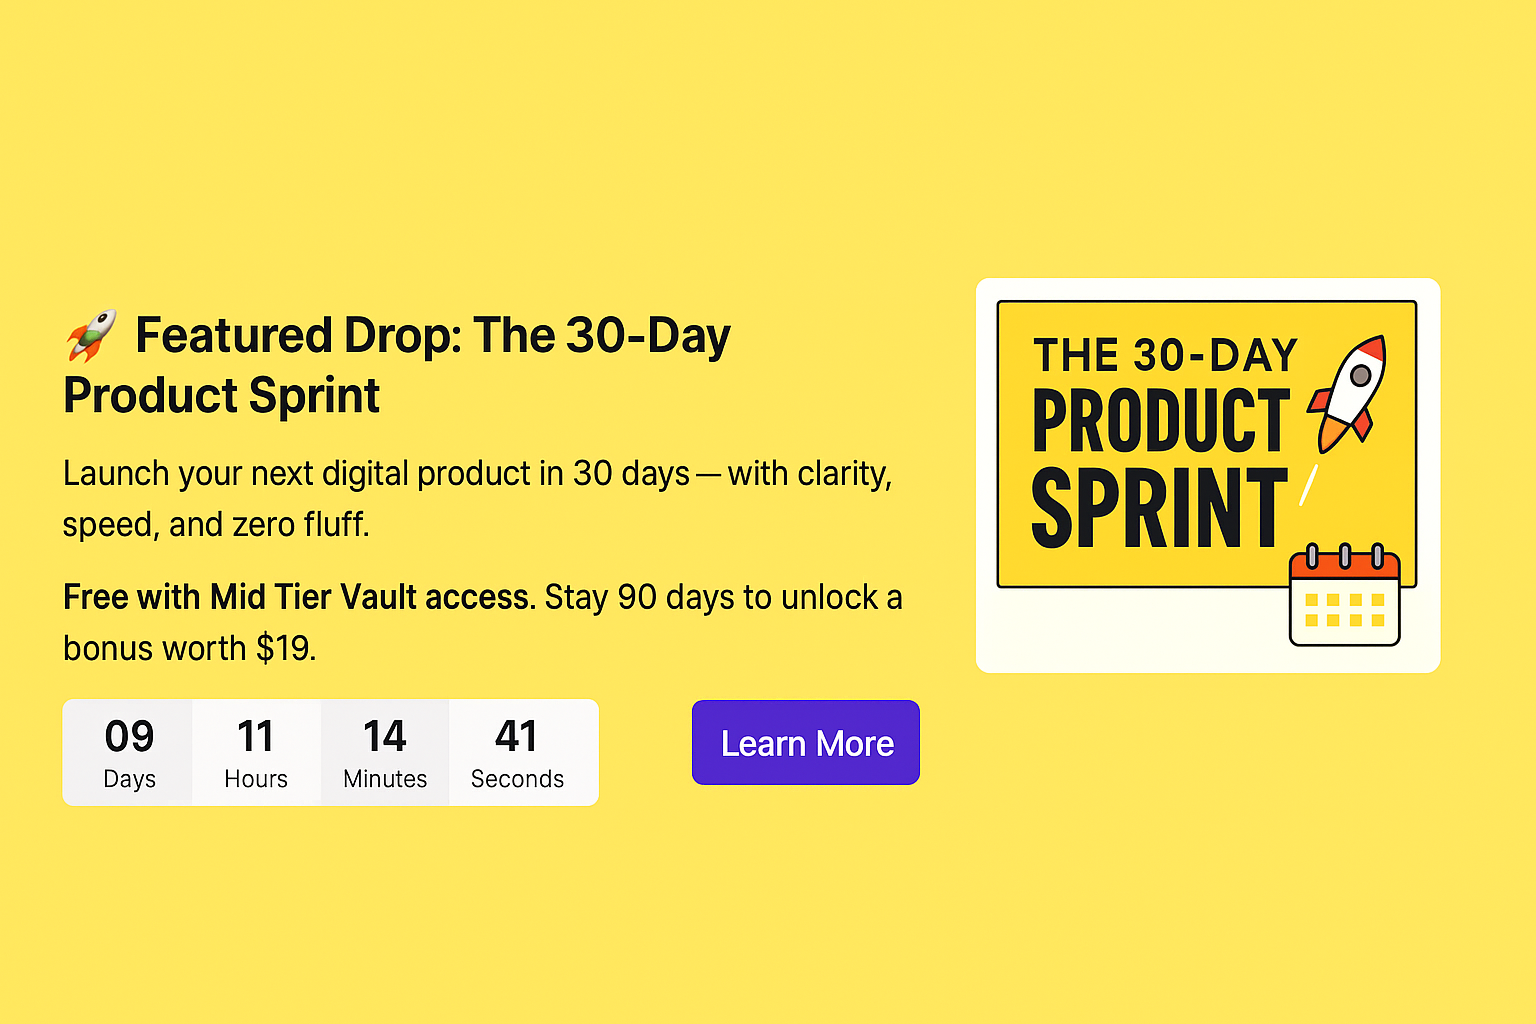 🚀 Featured Drop: The 30-Day
Product Sprint
Launch your next digital product in 30 days — with clarity,
speed, and zero fluff.
Free with Mid Tier Vault access. Stay 90 days to unlock a
bonus worth $19.
09 11 14 41
Days Hours Minutes Seconds
Learn More
THE 30-DAY
PRODUCT
SPRINT